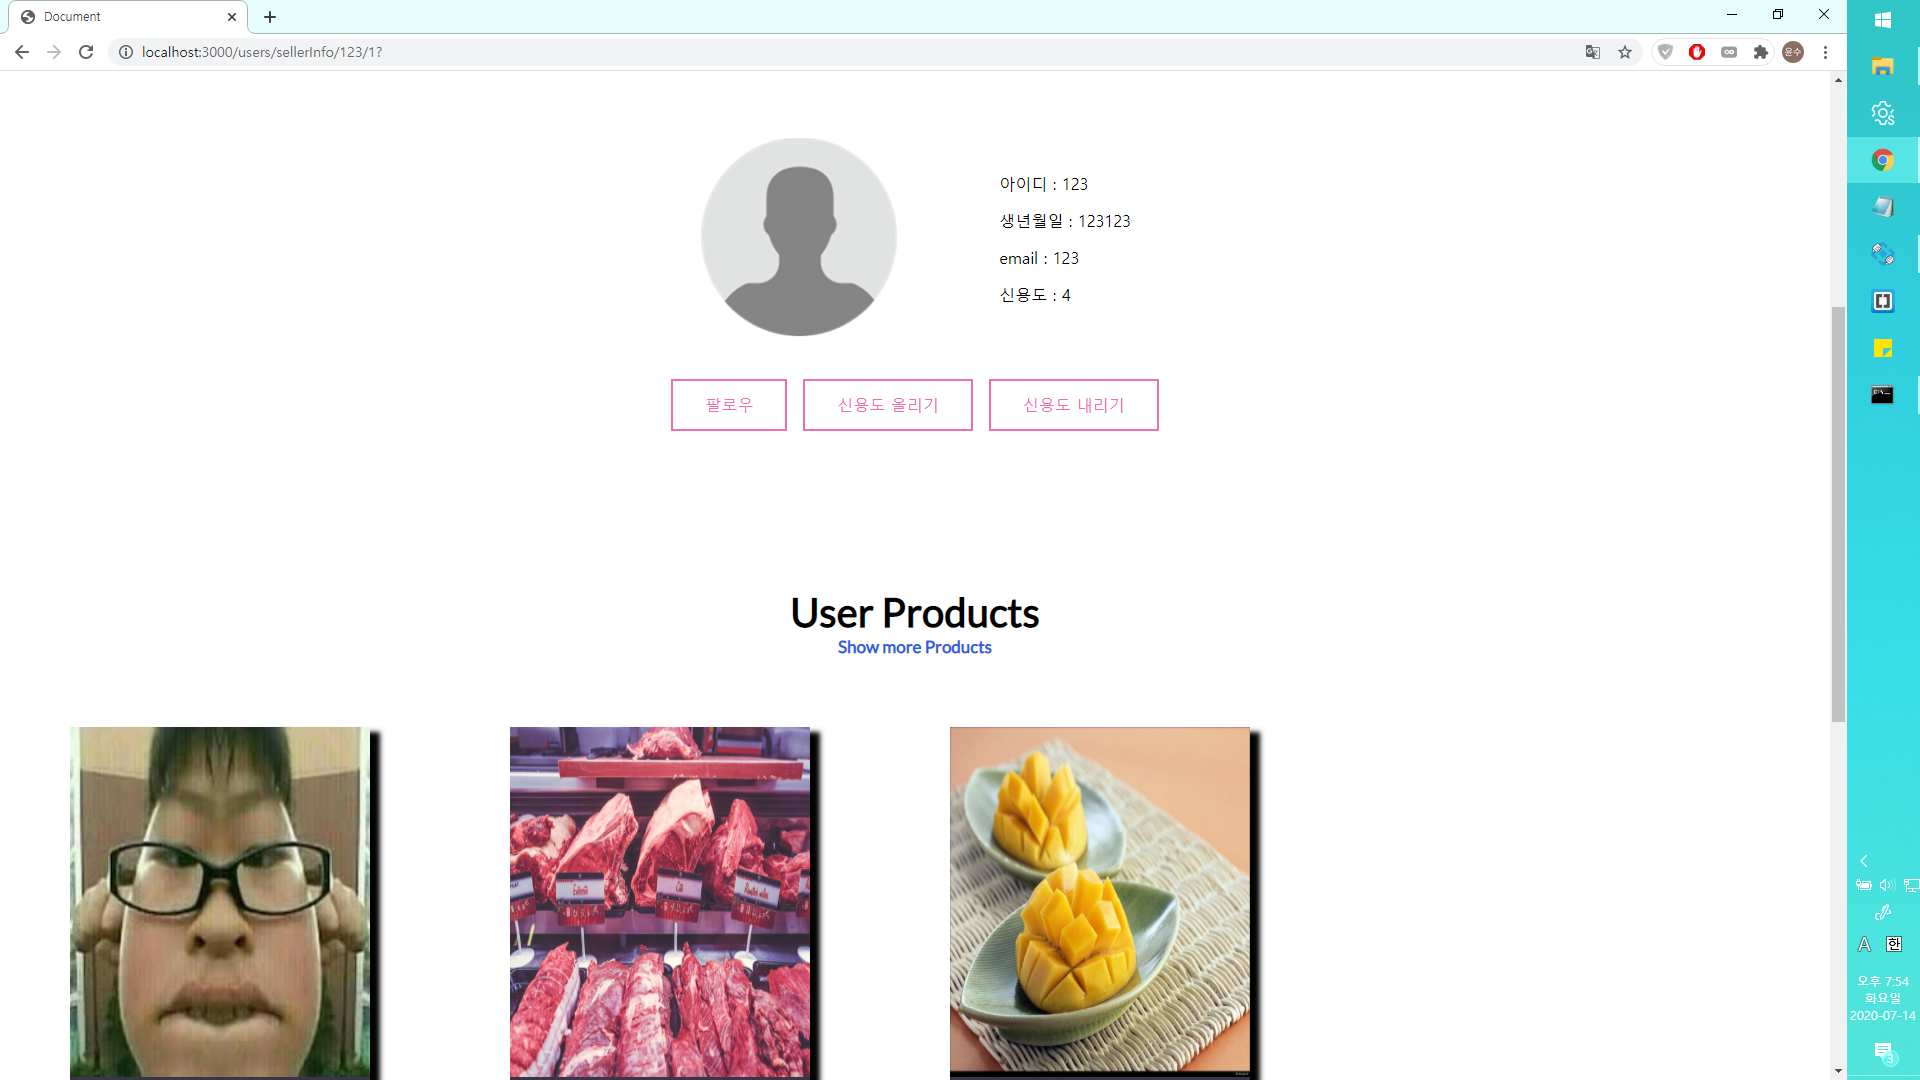 Document
localhost:3000/users/sellerInfo/123/1?
윤수
아이디 : 123
생년월일 : 123123
email : 123
신용도 : 4
팔로우
신용도 올리기
신용도 내리기
User Products
Show more Products
A
한
오후 7:54
화요일
2020-07-14
3